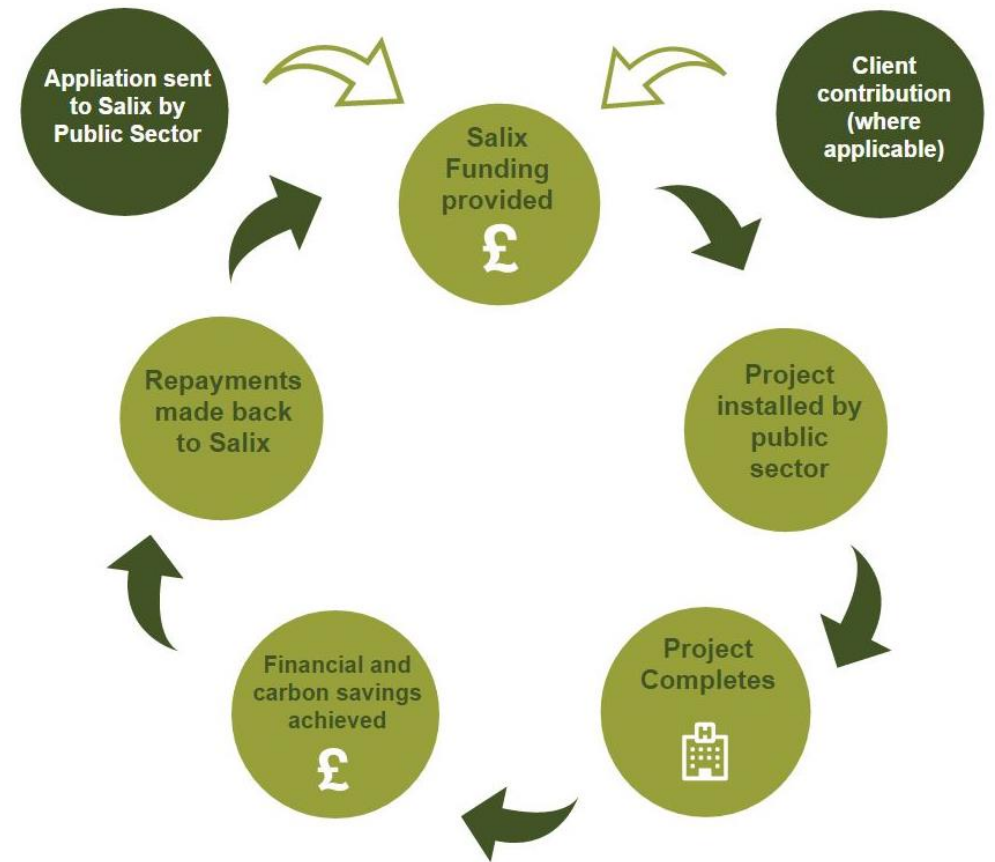 Appliation sent
to Salix by
Public Sector
Client
contribution
(where
applicable)
Salix
Funding
provided
£
Project
installed by
public
sector
Project
Completes
H
Financial and
carbon savings
achieved
£
Repayments
made back
to Salix